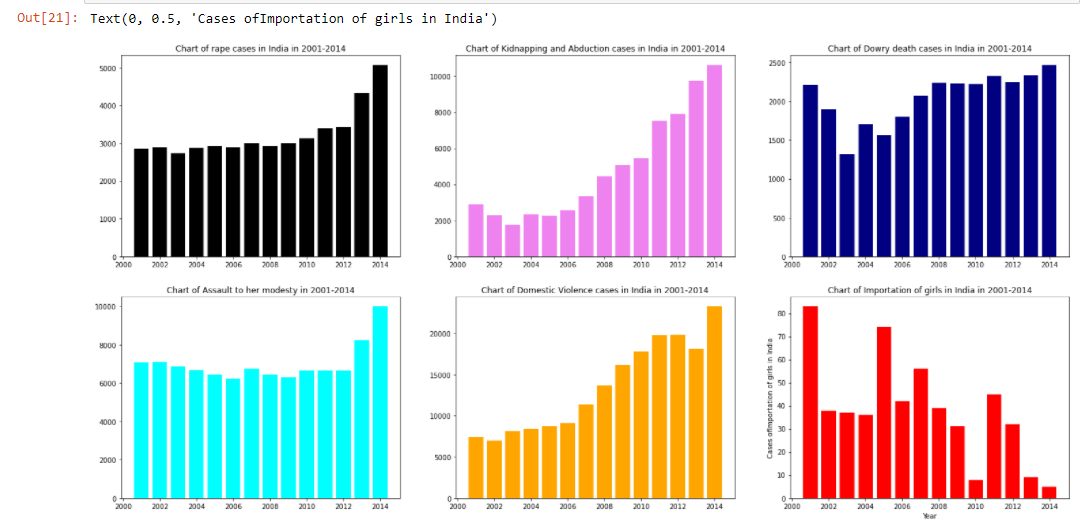 Out[21]: Text(0, 0.5, 'Cases ofImportation of girls in India')
Chart of rape cases in India in 2001-2014
5000
4000
3000
2000
1000
0
2000 2002 2004 2006 2008 2010 2012 2014
Chart of Kidnapping and Abduction cases in India in 2001-2014
10000
8000
6000
4000
2000
0
2000 2002 2004 2006 2008 2010 2012 2014
Chart of Dowry death cases in India in 2001-2014
2500
2000
1500
1000
500
0
2000 2002 2004 2006 2008 2010 2012 2014
Chart of Assault to her modesty in 2001-2014
10000
8000
6000
4000
2000
0
2000 2002 2004 2006 2008 2010 2012 2014
Chart of Domestic Violence cases in India in 2001-2014
20000
15000
10000
5000
0
2000 2002 2004 2006 2008 2010 2012 2014
Chart of Importation of girls in India in 2001-2014
Cases ofImportation of girls in India
80
70
60
50
40
30
20
10
0
2000 2002 2004 2006 2008 2010 2012 2014
Year